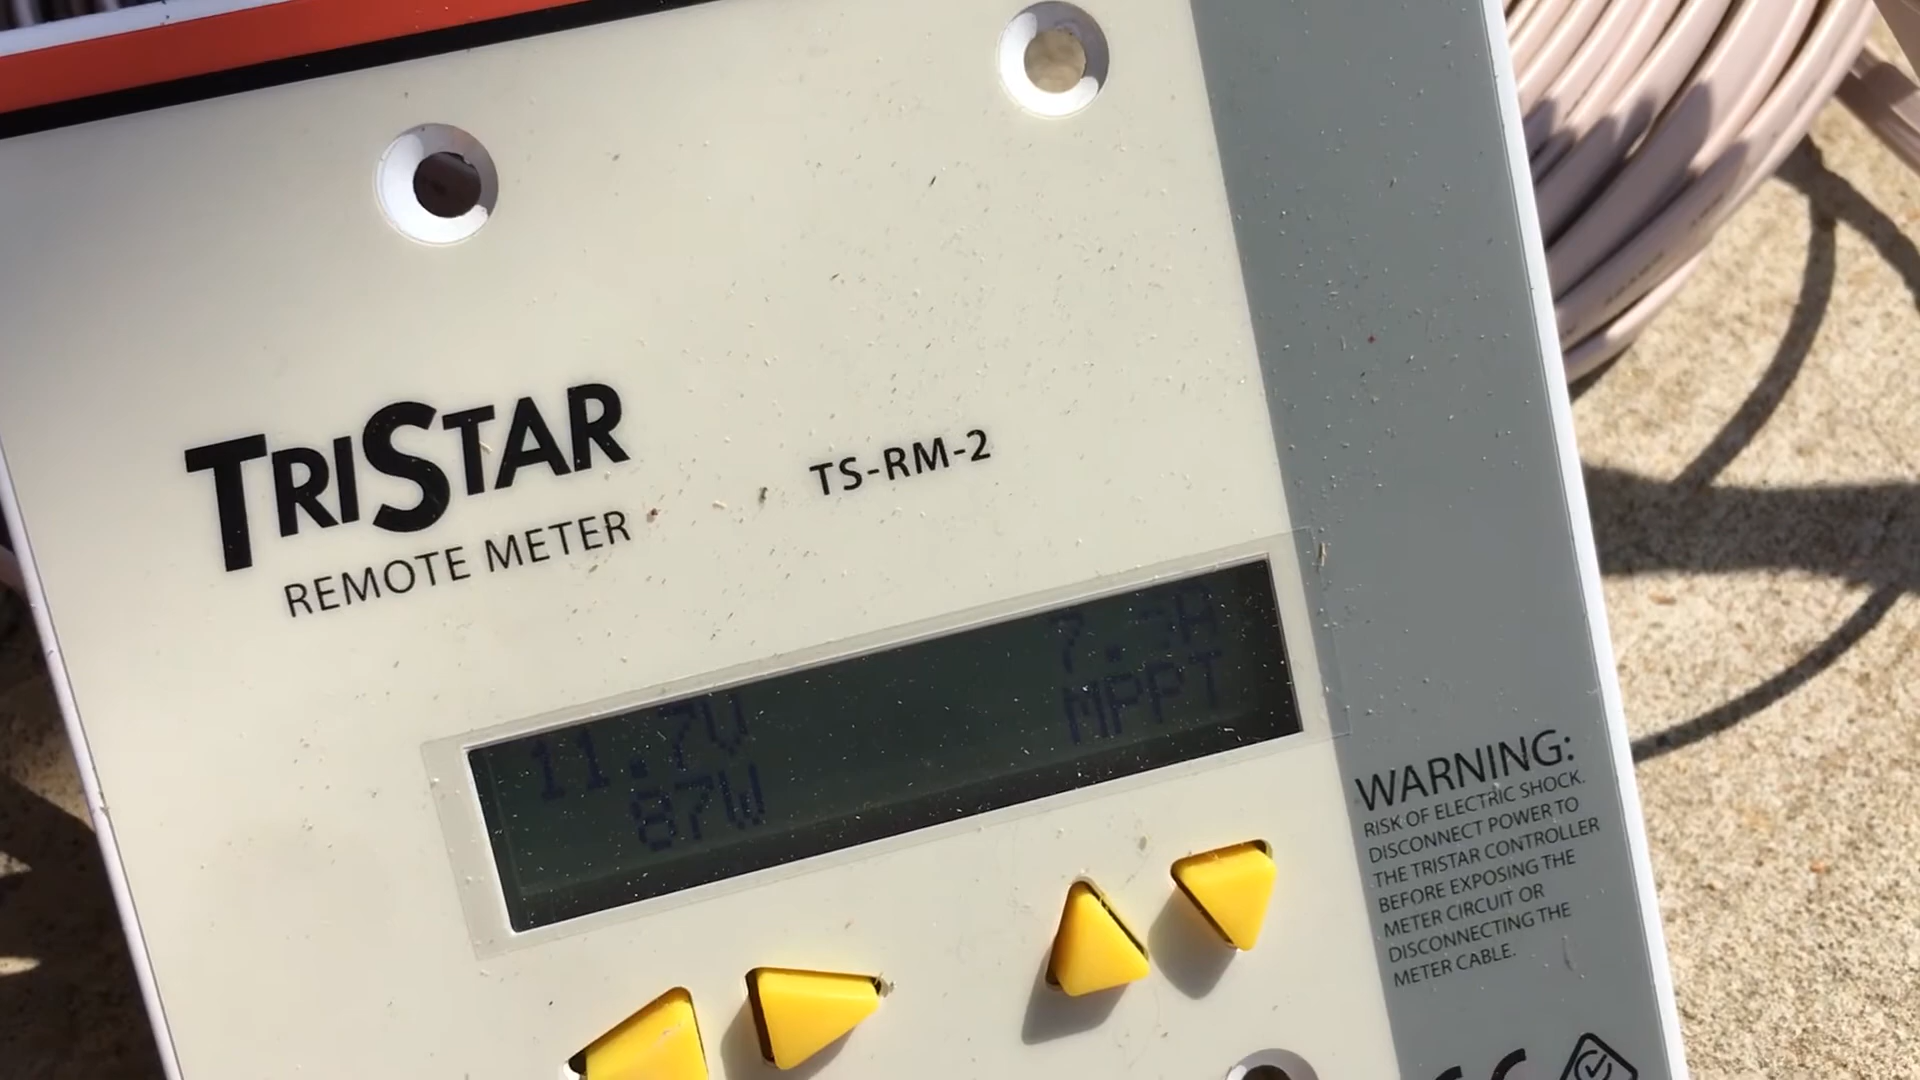 TRISTAR
REMOTE METER
TS-RM-2
11.7V
87W
MPPT
WARNING:
RISK OF ELECTRIC SHOCK.
DISCONNECT POWER TO
THE TRISTAR CONTROLLER
BEFORE EXPOSING THE
METER CIRCUIT OR
DISCONNECTING THE
METER CABLE.